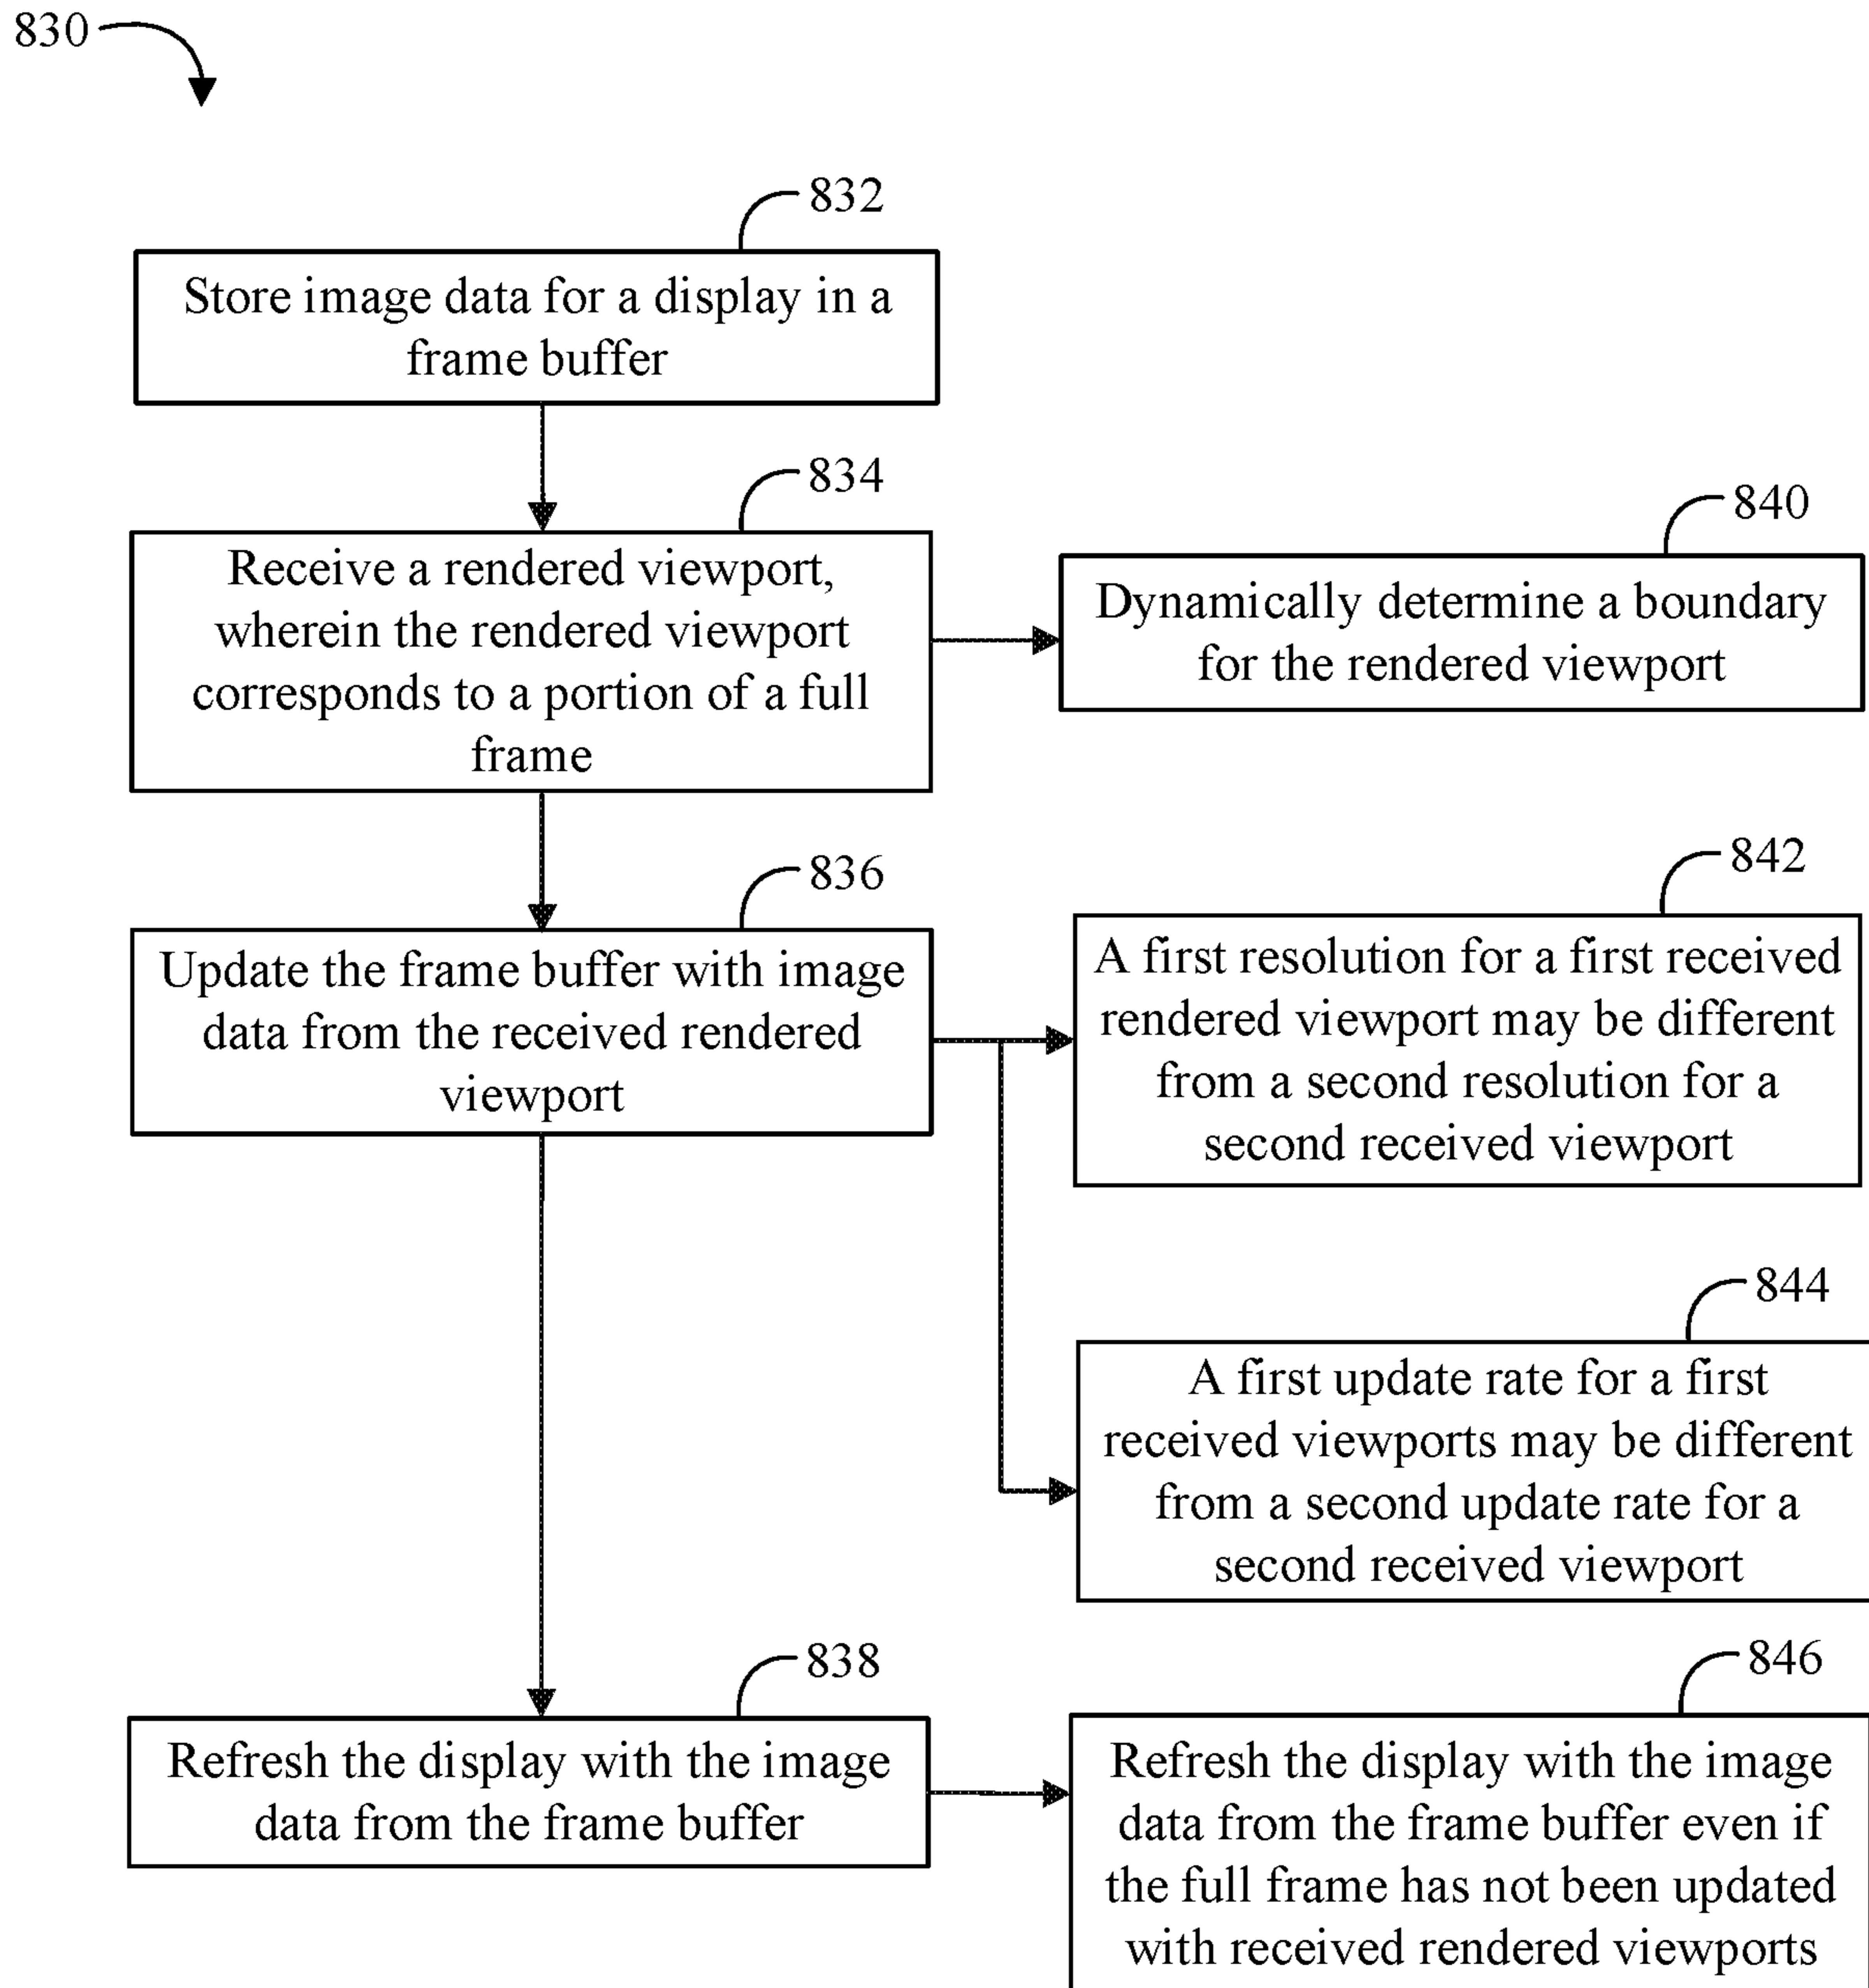 830
832
Store image data for a display in a
frame buffer
834
Receive a rendered viewport,
wherein the rendered viewport
corresponds to a portion of a full
frame
840
Dynamically determine a boundary
for the rendered viewport
836
Update the frame buffer with image
data from the received rendered
viewport
842
A first resolution for a first received
rendered viewport may be different
from a second resolution for a
second received viewport
844
A first update rate for a first
received viewports may be different
from a second update rate for a
second received viewport
838
Refresh the display with the image
data from the frame buffer
846
Refresh the display with the image
data from the frame buffer even if
the full frame has not been updated
with received rendered viewports